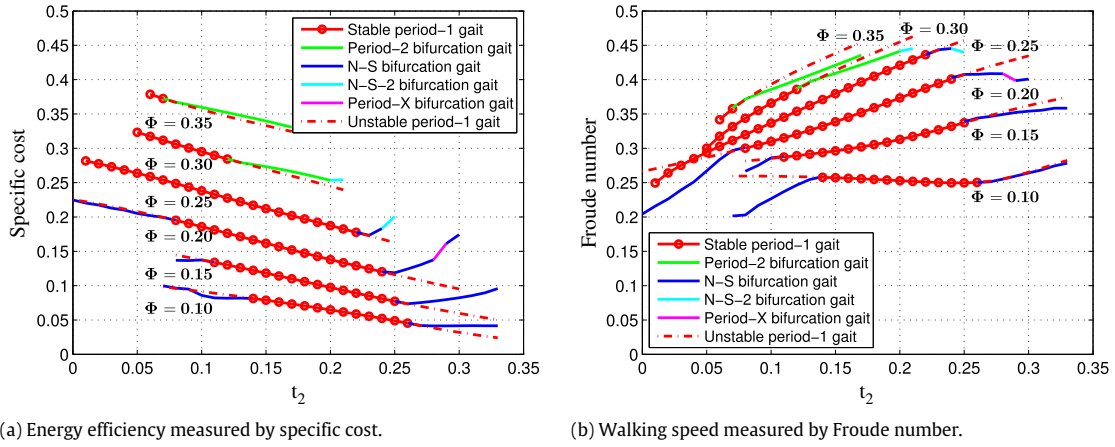 0.5
0.45
0.4
0.35
0.3
0.25
0.2
0.15
0.1
0.05
0
Specific cost
Stable period−1 gait
Period−2 bifurcation gait
N−S bifurcation gait
N−S−2 bifurcation gait
Period−X bifurcation gait
Unstable period−1 gait
Φ = 0.35
Φ = 0.30
Φ = 0.25
Φ = 0.20
Φ = 0.15
Φ = 0.10
0 0.05 0.1 0.15 0.2 0.25 0.3 0.35
t2
(a) Energy efficiency measured by specific cost.
0.5
0.45
0.4
0.35
0.3
0.25
0.2
0.15
0.1
0.05
0
Froude number
Φ = 0.35
Φ = 0.30
Φ = 0.25
Φ = 0.20
Φ = 0.15
Φ = 0.10
Stable period−1 gait
Period−2 bifurcation gait
N−S bifurcation gait
N−S−2 bifurcation gait
Period−X bifurcation gait
Unstable period−1 gait
0 0.05 0.1 0.15 0.2 0.25 0.3 0.35
t2
(b) Walking speed measured by Froude number.